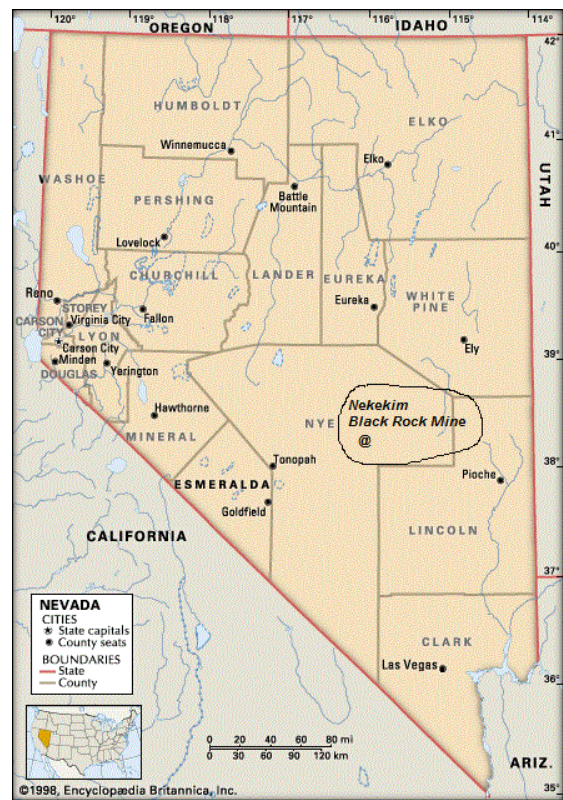 120° 119° 118° 117° 116° 115° 114°
OREGON
IDAHO
42°
HUMBOLDT
ELKO
41°
Winnemucca
Elko
UTAH
WASHOE
Battle
Mountain
PERSHING
Lovelock
40°
CHURCHILL
LANDER
EUREKA
WHITE
PINE
Reno
STOREY
Virginia City
Fallon
Eureka
CARSON
CITY
LYON
Carson City
Ely
39°
Minden
Yerington
DOUGLAS
Hawthorne
NYE
Nekekim
Black Rock Mine
@
MINERAL
Tonopah
38°
Pioche
ESMERALDA
Goldfield
LINCOLN
CALIFORNIA
37°
NEVADA
CITIES
State capitals
County seats
BOUNDARIES
State
County
CLARK
Las Vegas
36°
0 20 40 60 80 mi
0 30 60 90 120 km
ARIZ.
©1998, Encyclopædia Britannica, Inc.
35°